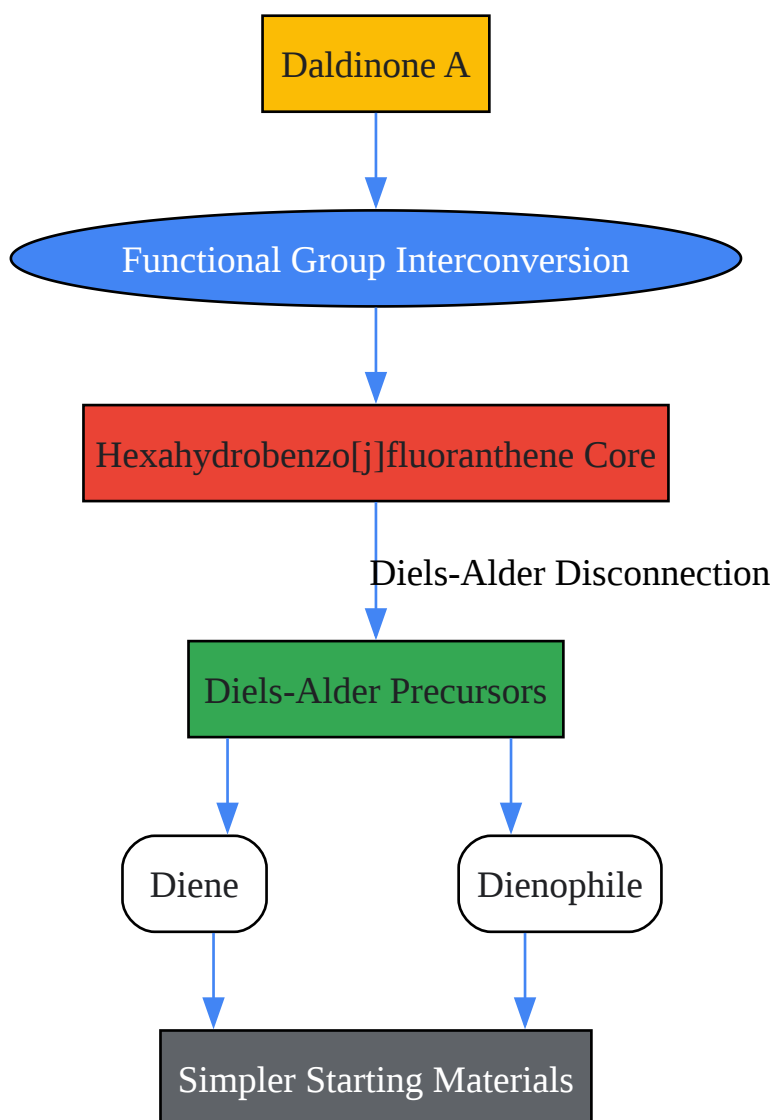 Daldinone A
Functional Group Interconversion
Hexahydrobenzo[j]fluoranthene Core
Diels-Alder Disconnection
Diels-Alder Precursors
Diene
Dienophile
Simpler Starting Materials